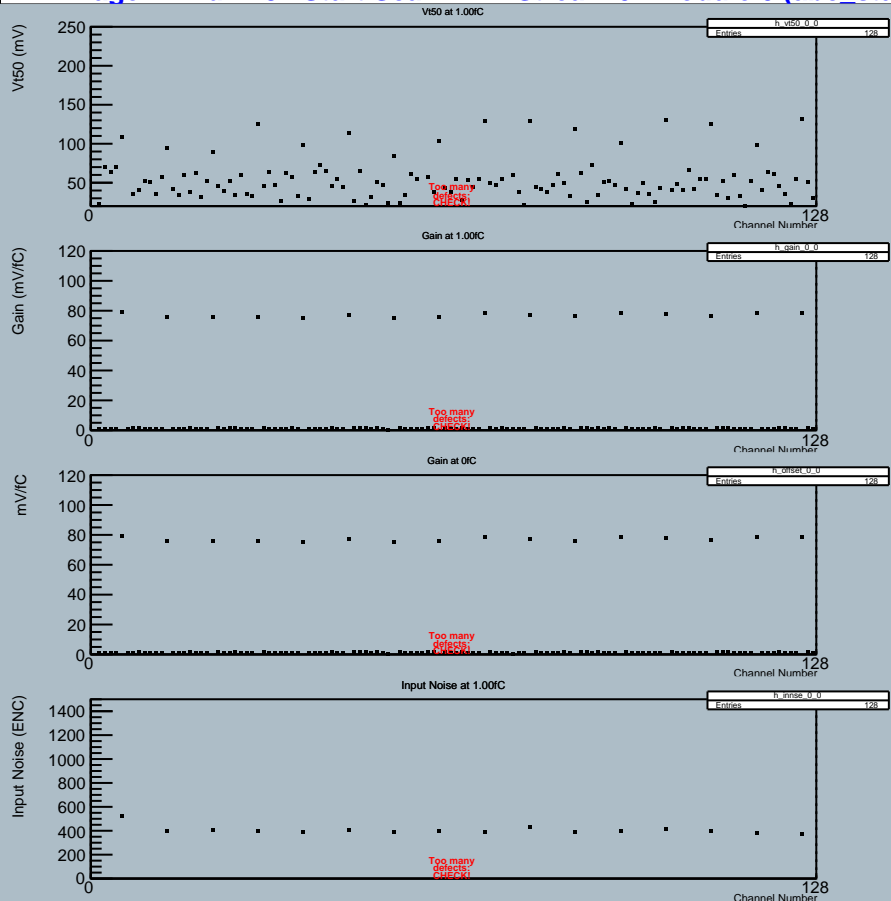 Vt50 at 1.00fC
h_vt50_0_0
Entries 128
Vt50 (mV)
250
200
150
100
50
Too many
defects:
CHECK!
0
128
Channel Number
Gain at 1.00fC
h_gain_0_0
Entries 128
Gain (mV/fC)
120
100
80
60
40
20
0
Too many
defects:
CHECK!
0
128
Channel Number
Gain at 0fC
h_offset_0_0
Entries 128
mV/fC
120
100
80
60
40
20
0
Too many
defects:
CHECK!
0
128
Channel Number
Input Noise at 1.00fC
h_innse_0_0
Entries 128
Input Noise (ENC)
1400
1200
1000
800
600
400
200
0
Too many
defects:
CHECK!
0
128
Channel Number